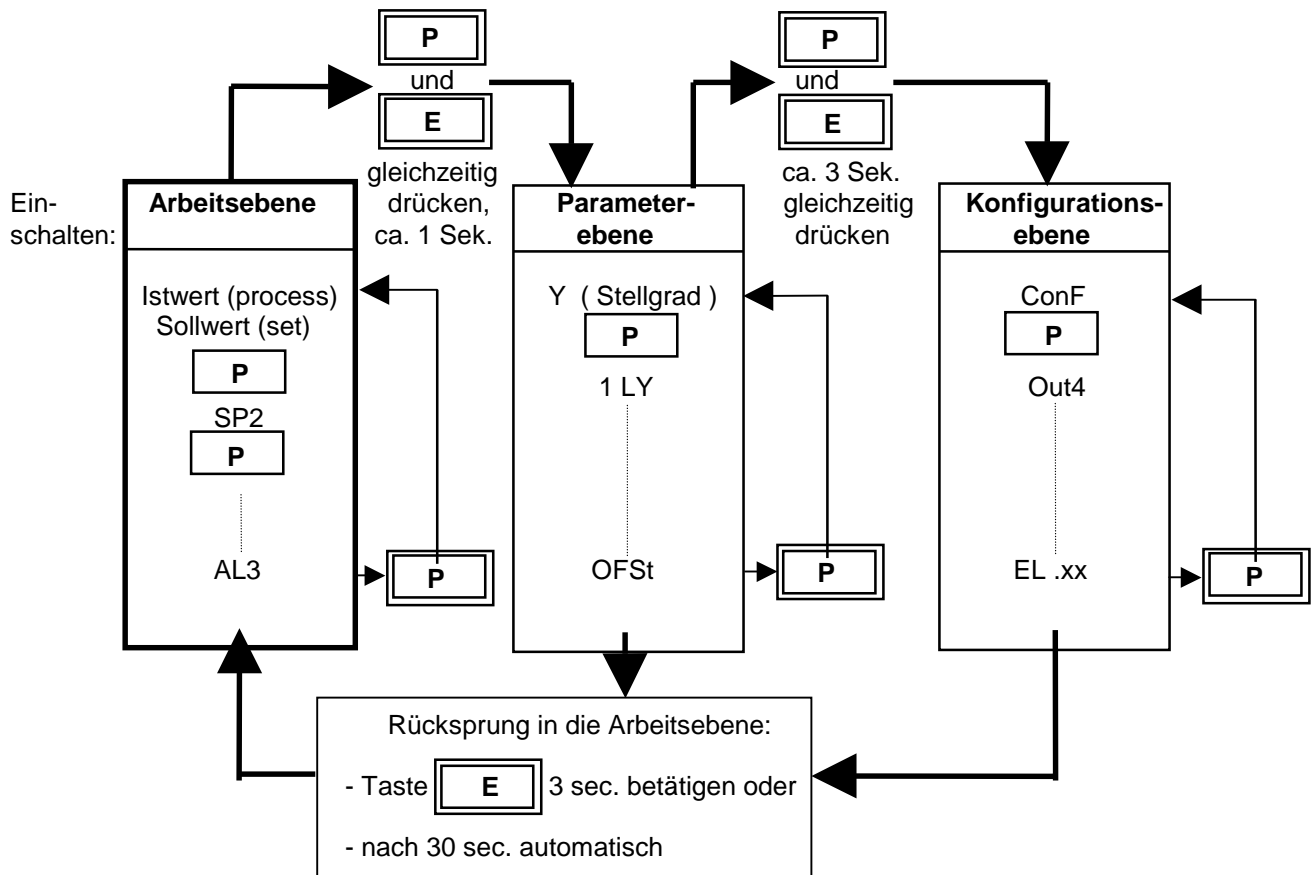 P
und
E
gleichzeitig
drücken,
ca. 1 Sek.
P
und
E
ca. 3 Sek.
gleichzeitig
drücken
Ein-
schalten:
Arbeitsebene
Istwert (process)
Sollwert (set)
P
SP2
P
AL3
P
Parameter-
ebene
Y ( Stellgrad )
P
1 LY
OFSt
P
Konfigurations-
ebene
ConF
P
Out4
EL .xx
P
Rücksprung in die Arbeitsebene:
- Taste E 3 sec. betätigen oder
- nach 30 sec. automatisch